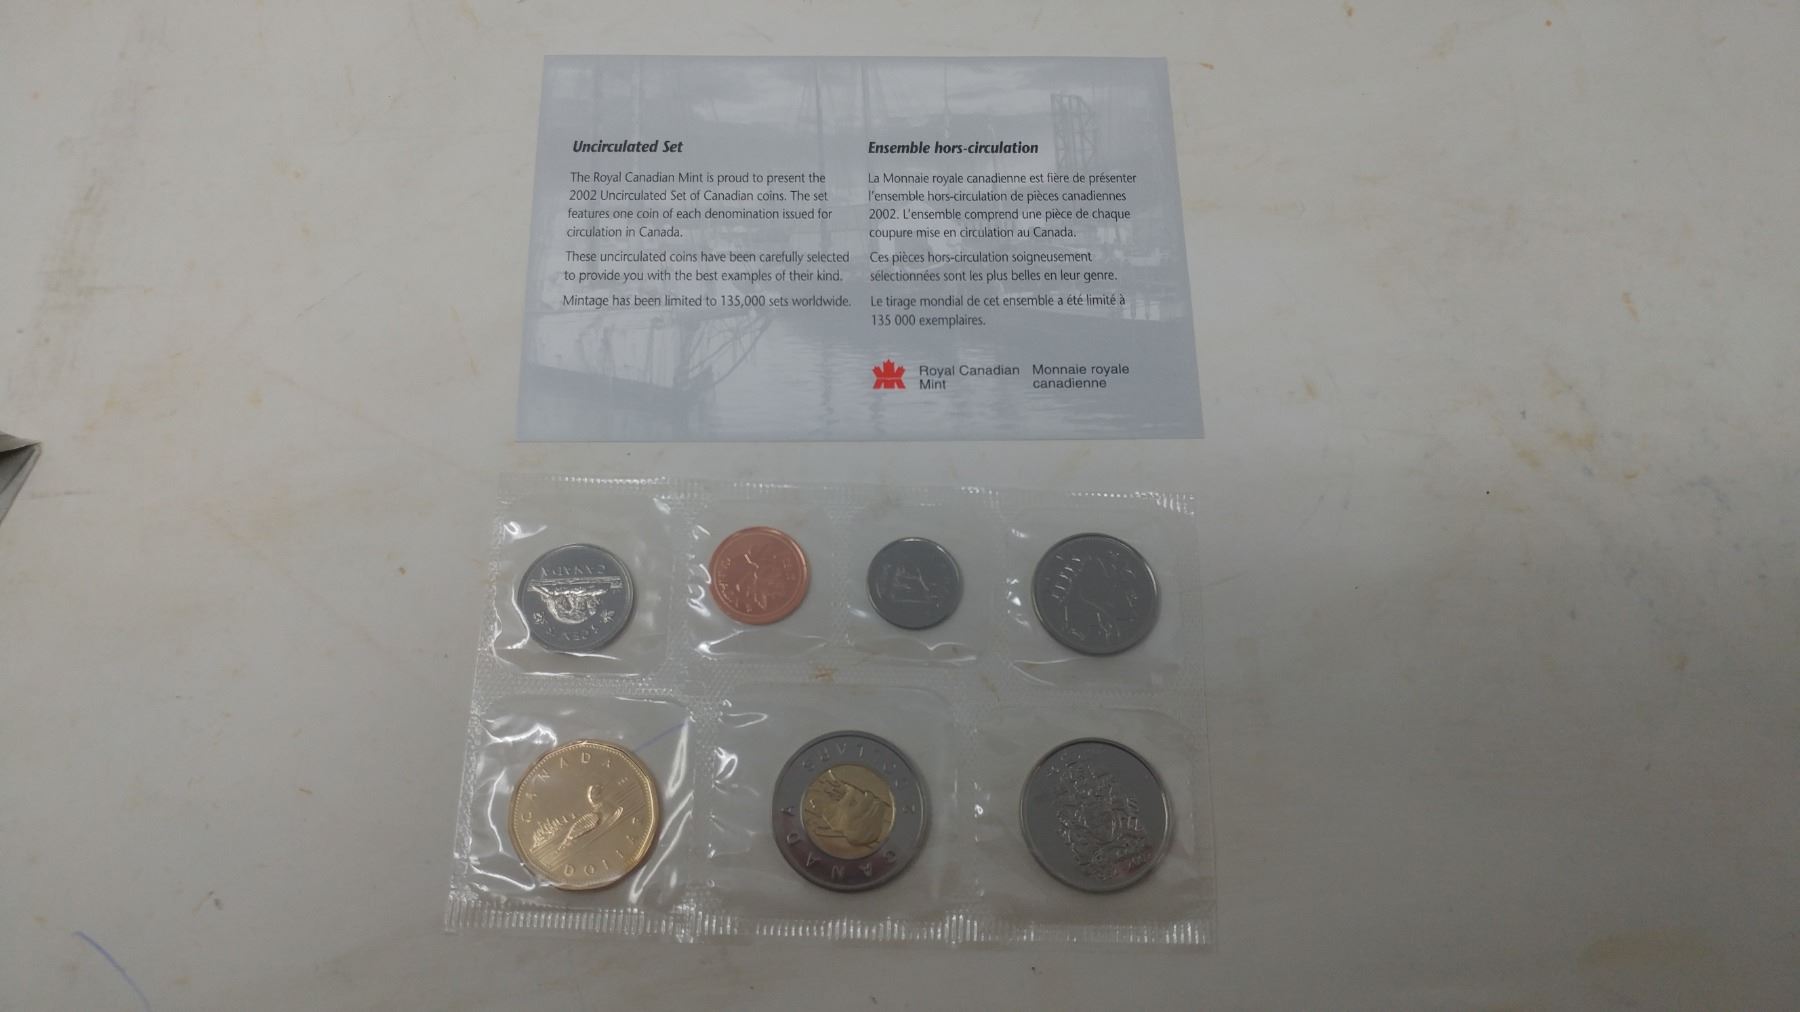 Uncirculated Set
The Royal Canadian Mint is proud to present the
2002 Uncirculated Set of Canadian coins. The set
features one coin of each denomination issued for
circulation in Canada.
These uncirculated coins have been carefully selected
to provide you with the best examples of their kind.
Mintage has been limited to 135,000 sets worldwide.
Ensemble hors-circulation
La Monnaie royale canadienne est fière de présenter
l'ensemble hors-circulation de pièces canadiennes
2002. L'ensemble comprend une pièce de chaque
coupure mise en circulation au Canada.
Ces pièces hors-circulation soigneusement
sélectionnées sont les plus belles en leur genre.
Le tirage mondial de cet ensemble a été limité à
135 000 exemplaires.
Royal Canadian
Mint
Monnaie royale
canadienne
CANADA
5 CENTS
CANADA
DOLLAR
2 DOLLARS
CANADA